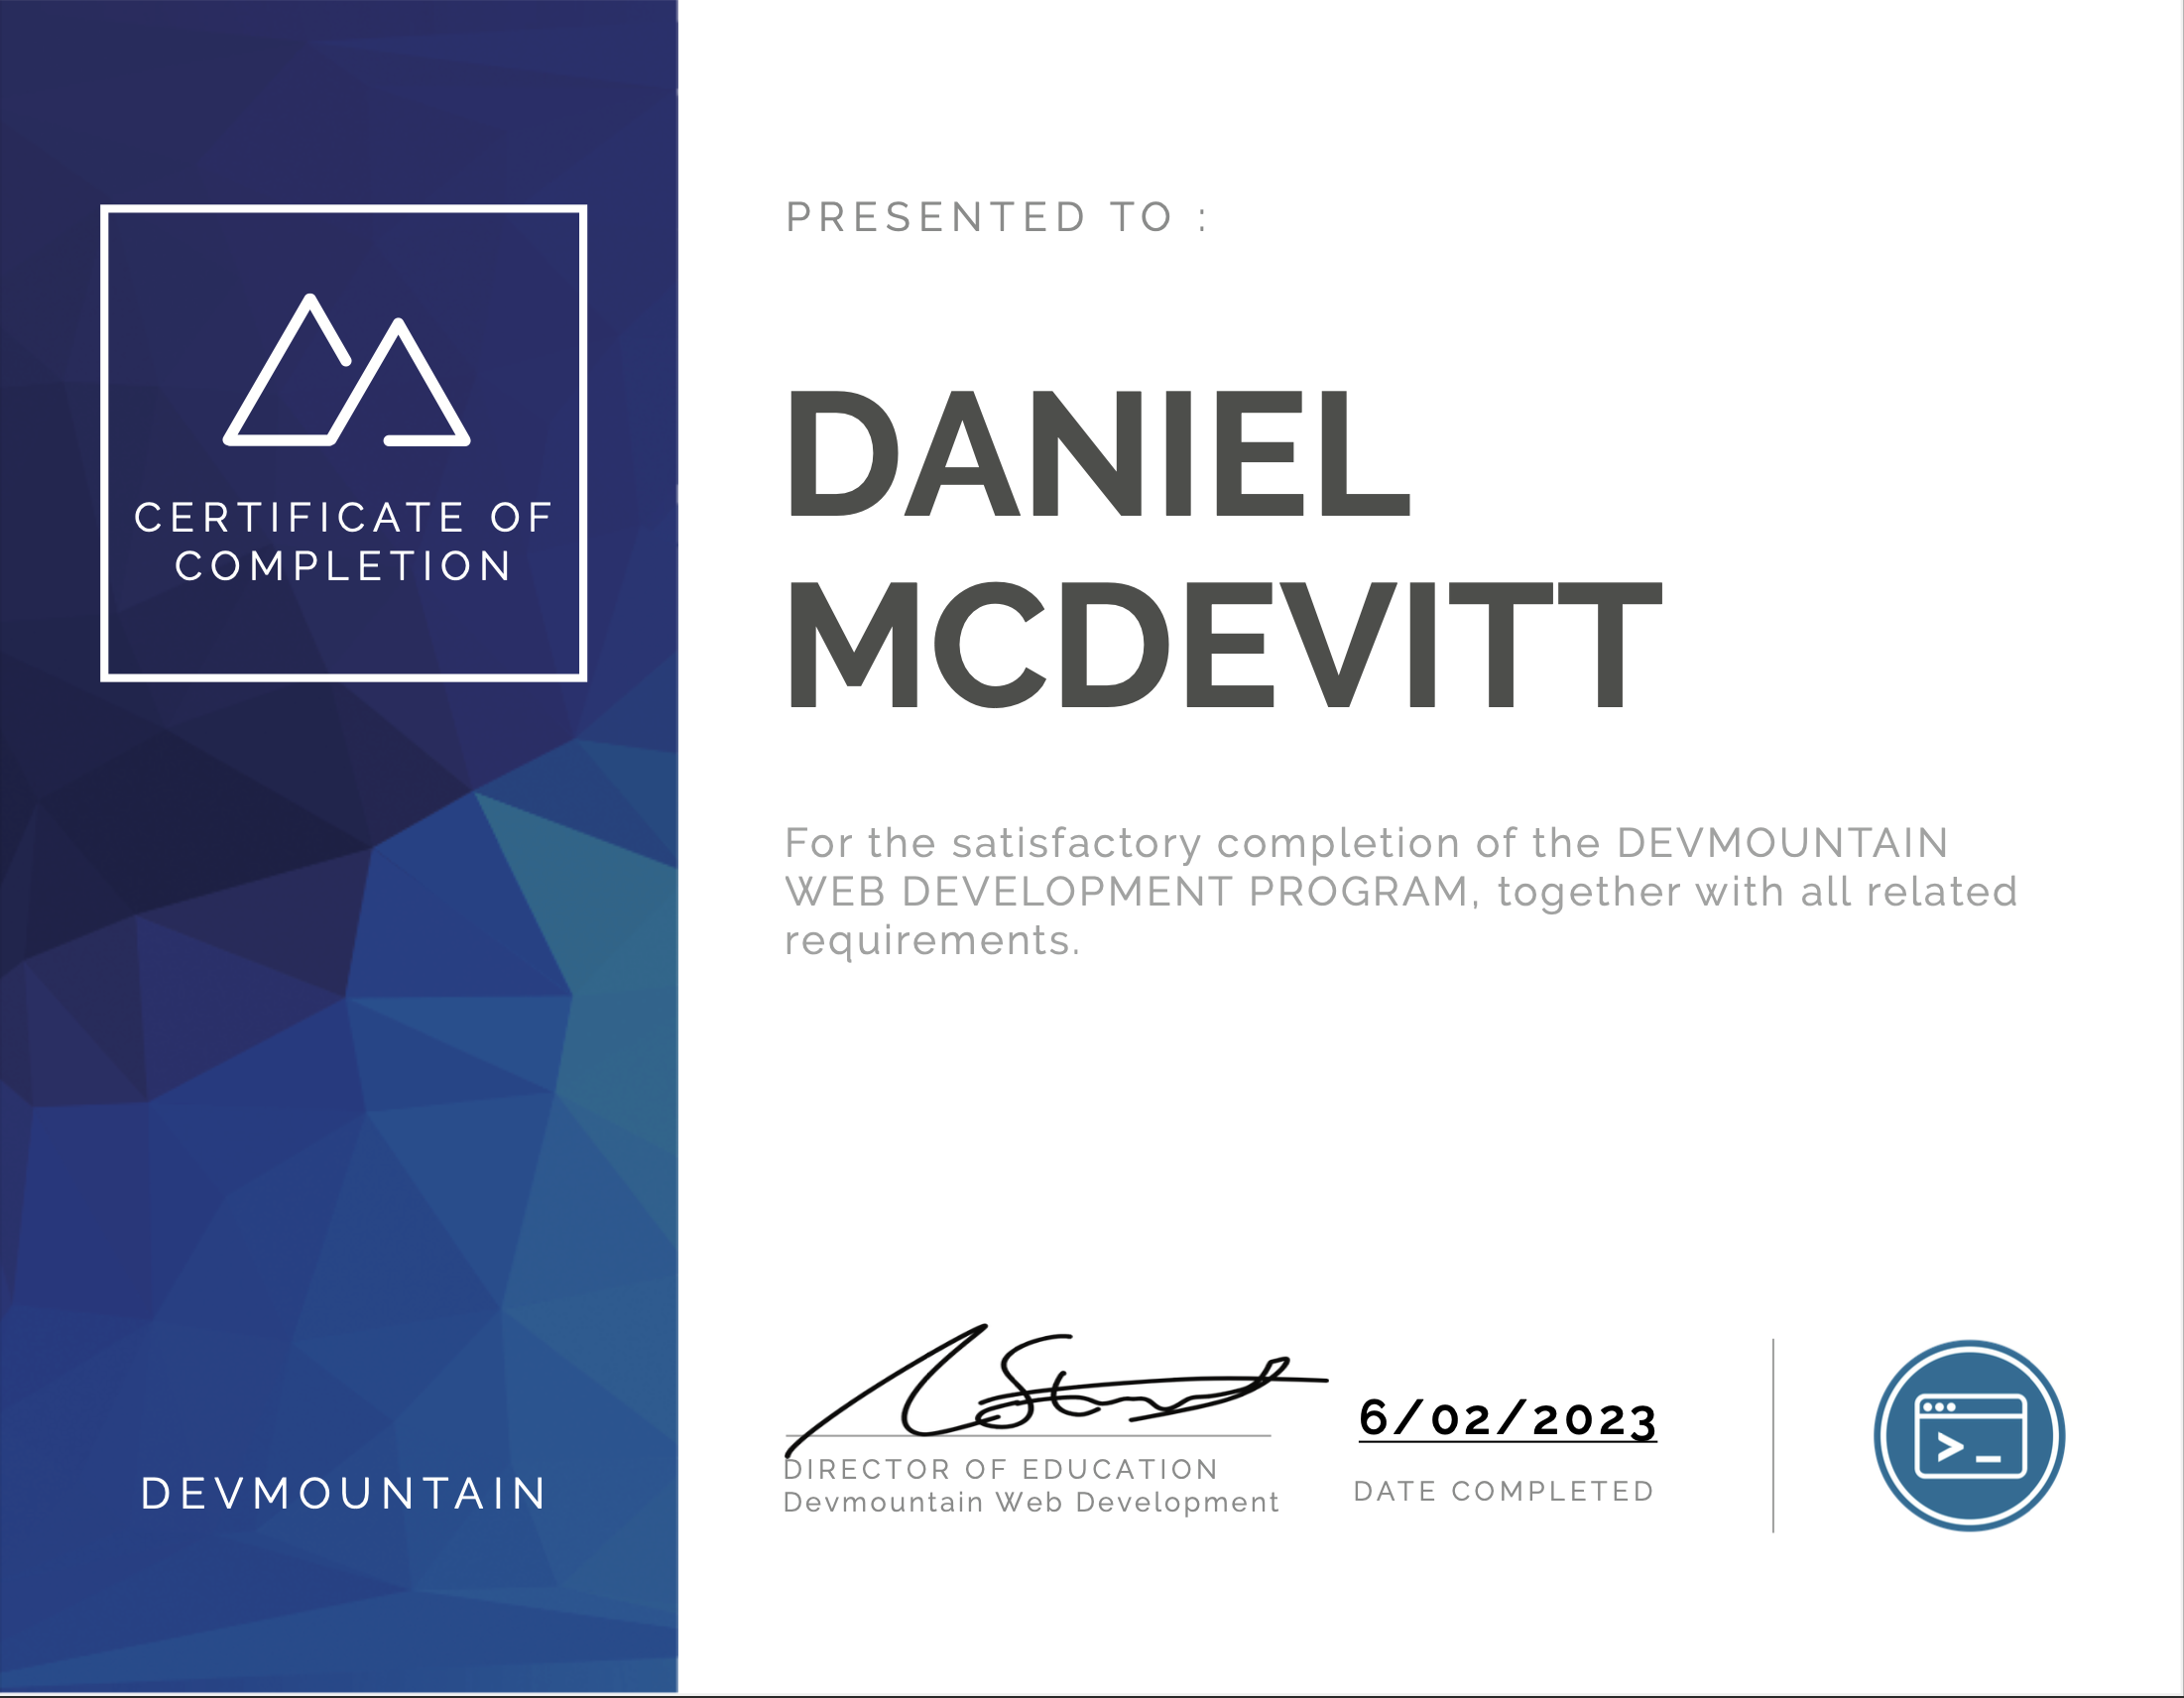 CERTIFICATE OF
COMPLETION
DEVMOUNTAIN
PRESENTED TO :
DANIEL
MCDEVITT
For the satisfactory completion of the DEVMOUNTAIN
WEB DEVELOPMENT PROGRAM, together with all related
requirements.
DIRECTOR OF EDUCATION
Devmountain Web Development
6/02/2023
DATE COMPLETED
>_